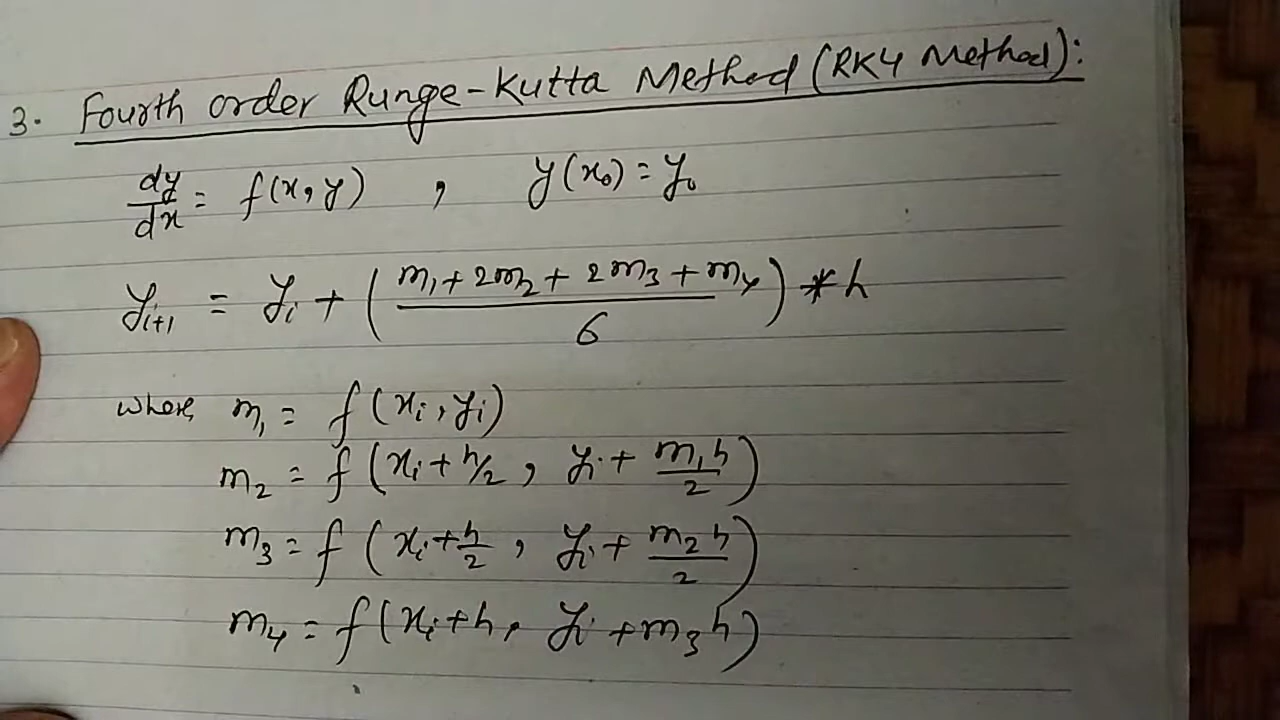 3. Fourth order Runge-Kutta Method (RK4 Method):
dy/dx = f(x, y) , y(x₀) = y₀
yᵢ₊₁ = yᵢ + ((m₁ + 2m₂ + 2m₃ + m₄)/6) * h
where, m₁ = f(xᵢ, yᵢ)
m₂ = f(xᵢ + h/2, yᵢ + m₁h/2)
m₃ = f(xᵢ + h/2, yᵢ + m₂h/2)
m₄ = f(xᵢ + h, yᵢ + m₃h)